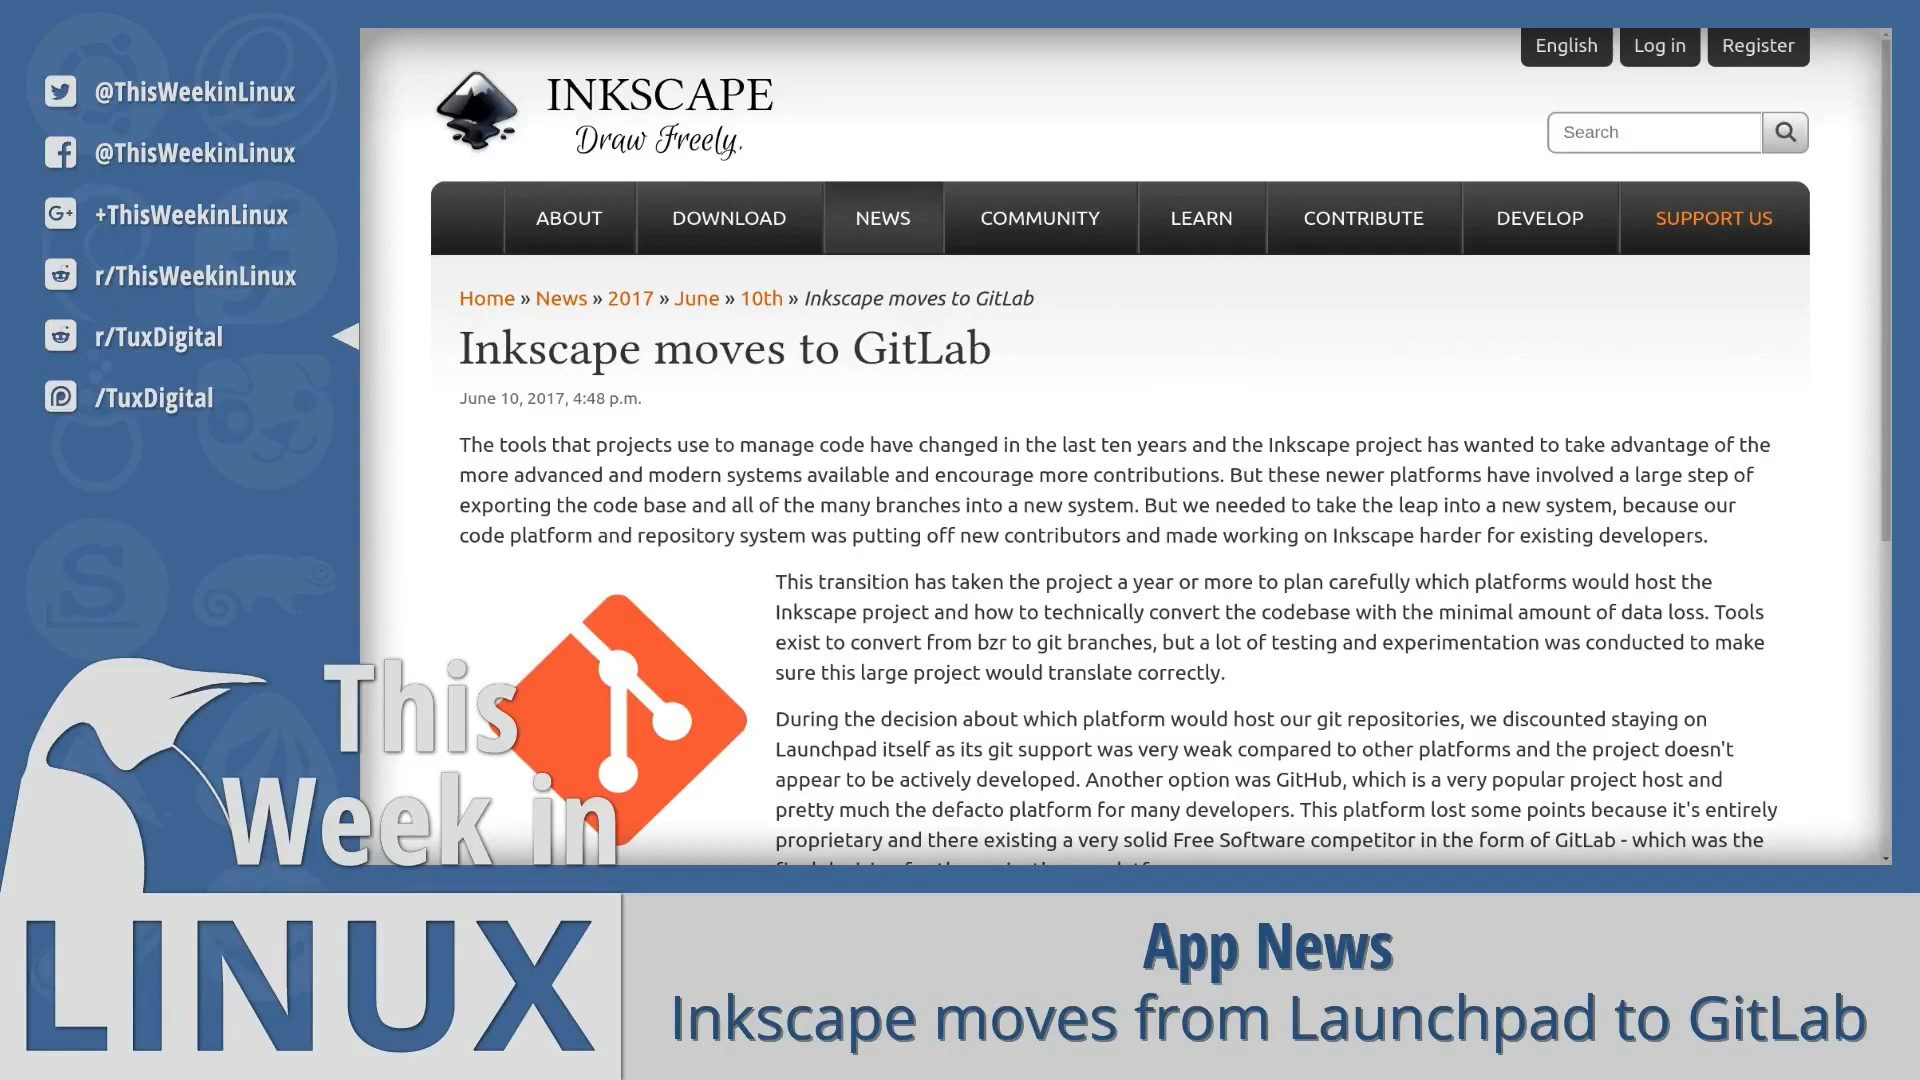 @ThisWeekinLinux
@ThisWeekinLinux
+ThisWeekinLinux
r/ThisWeekinLinux
r/TuxDigital
/TuxDigital
English
Log in
Register
INKSCAPE
Draw Freely.
Search
ABOUT
DOWNLOAD
NEWS
COMMUNITY
LEARN
CONTRIBUTE
DEVELOP
SUPPORT US
Home » News » 2017 » June » 10th » Inkscape moves to GitLab
Inkscape moves to GitLab
June 10, 2017, 4:48 p.m.
The tools that projects use to manage code have changed in the last ten years and the Inkscape project has wanted to take advantage of the
more advanced and modern systems available and encourage more contributions. But these newer platforms have involved a large step of
exporting the code base and all of the many branches into a new system. But we needed to take the leap into a new system, because our
code platform and repository system was putting off new contributors and made working on Inkscape harder for existing developers.
This transition has taken the project a year or more to plan carefully which platforms would host the
Inkscape project and how to technically convert the codebase with the minimal amount of data loss. Tools
exist to convert from bzr to git branches, but a lot of testing and experimentation was conducted to make
sure this large project would translate correctly.
During the decision about which platform would host our git repositories, we discounted staying on
Launchpad itself as its git support was very weak compared to other platforms and the project doesn't
appear to be actively developed. Another option was GitHub, which is a very popular project host and
pretty much the defacto platform for many developers. This platform lost some points because it's entirely
proprietary and there existing a very solid Free Software competitor in the form of GitLab - which was the
This
Week in
LINUX
App News
Inkscape moves from Launchpad to GitLab